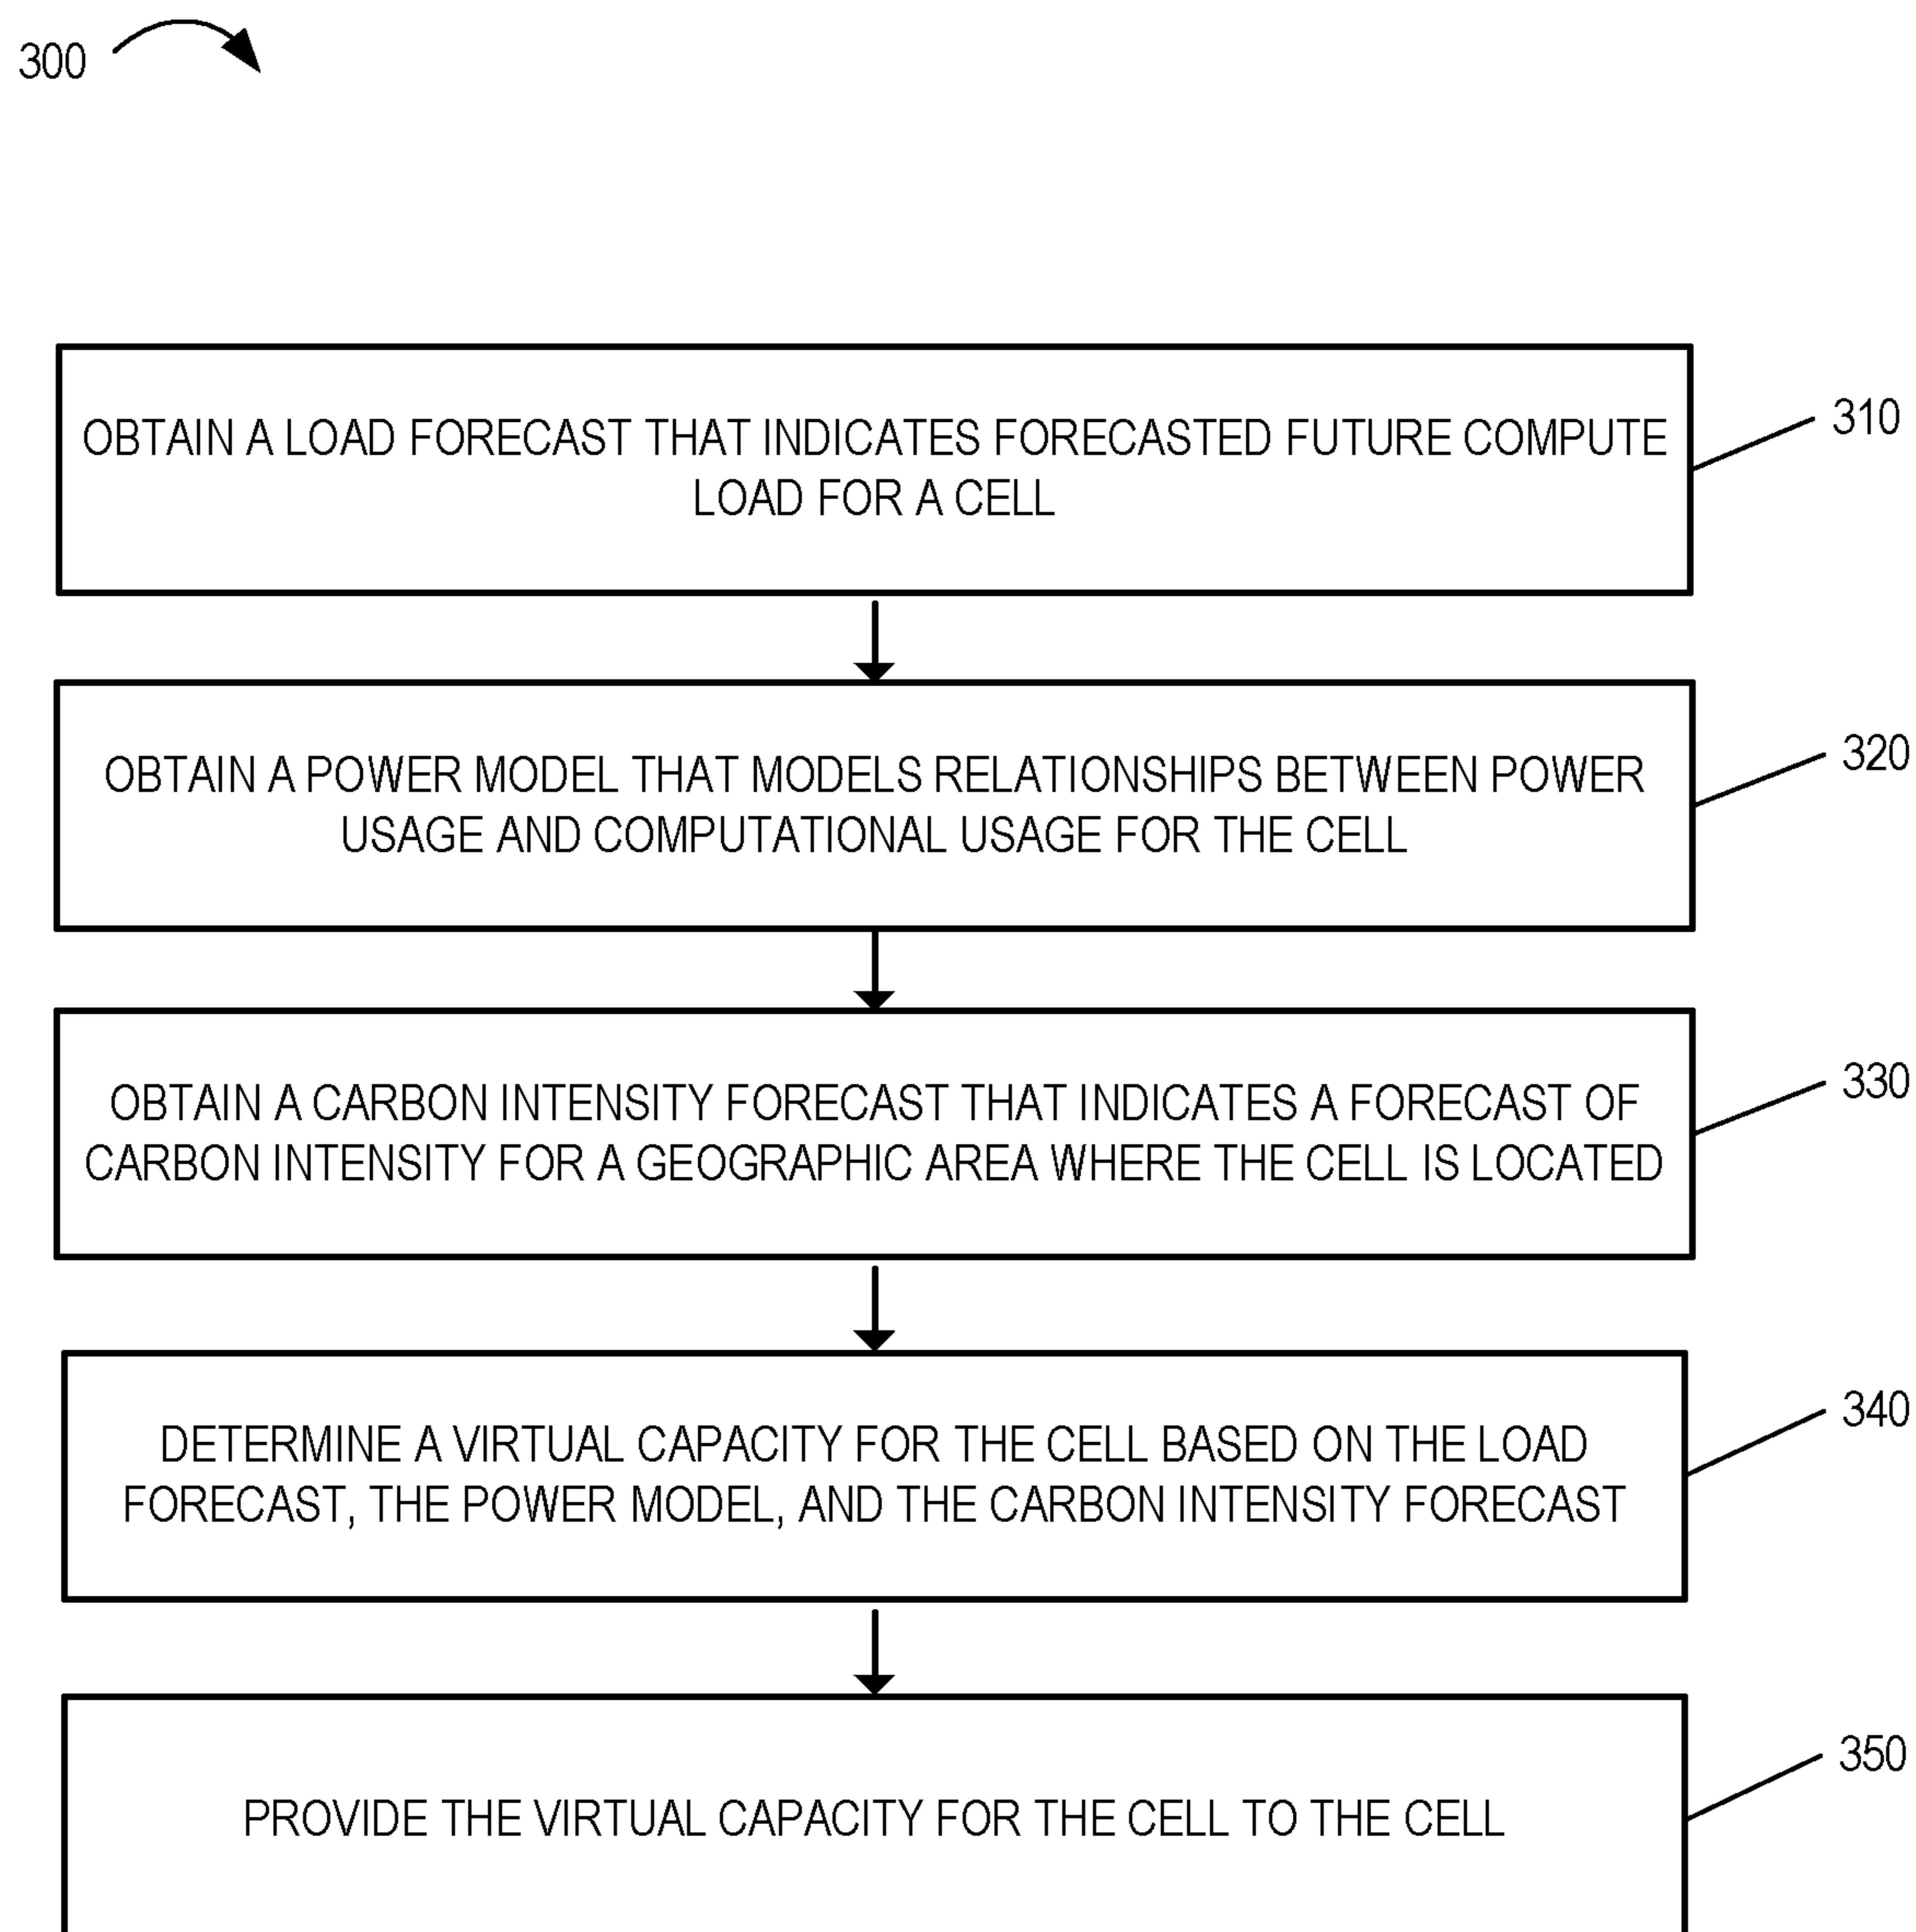 300
OBTAIN A LOAD FORECAST THAT INDICATES FORECASTED FUTURE COMPUTE
LOAD FOR A CELL
310
OBTAIN A POWER MODEL THAT MODELS RELATIONSHIPS BETWEEN POWER
USAGE AND COMPUTATIONAL USAGE FOR THE CELL
320
OBTAIN A CARBON INTENSITY FORECAST THAT INDICATES A FORECAST OF
CARBON INTENSITY FOR A GEOGRAPHIC AREA WHERE THE CELL IS LOCATED
330
DETERMINE A VIRTUAL CAPACITY FOR THE CELL BASED ON THE LOAD
FORECAST, THE POWER MODEL, AND THE CARBON INTENSITY FORECAST
340
PROVIDE THE VIRTUAL CAPACITY FOR THE CELL TO THE CELL
350